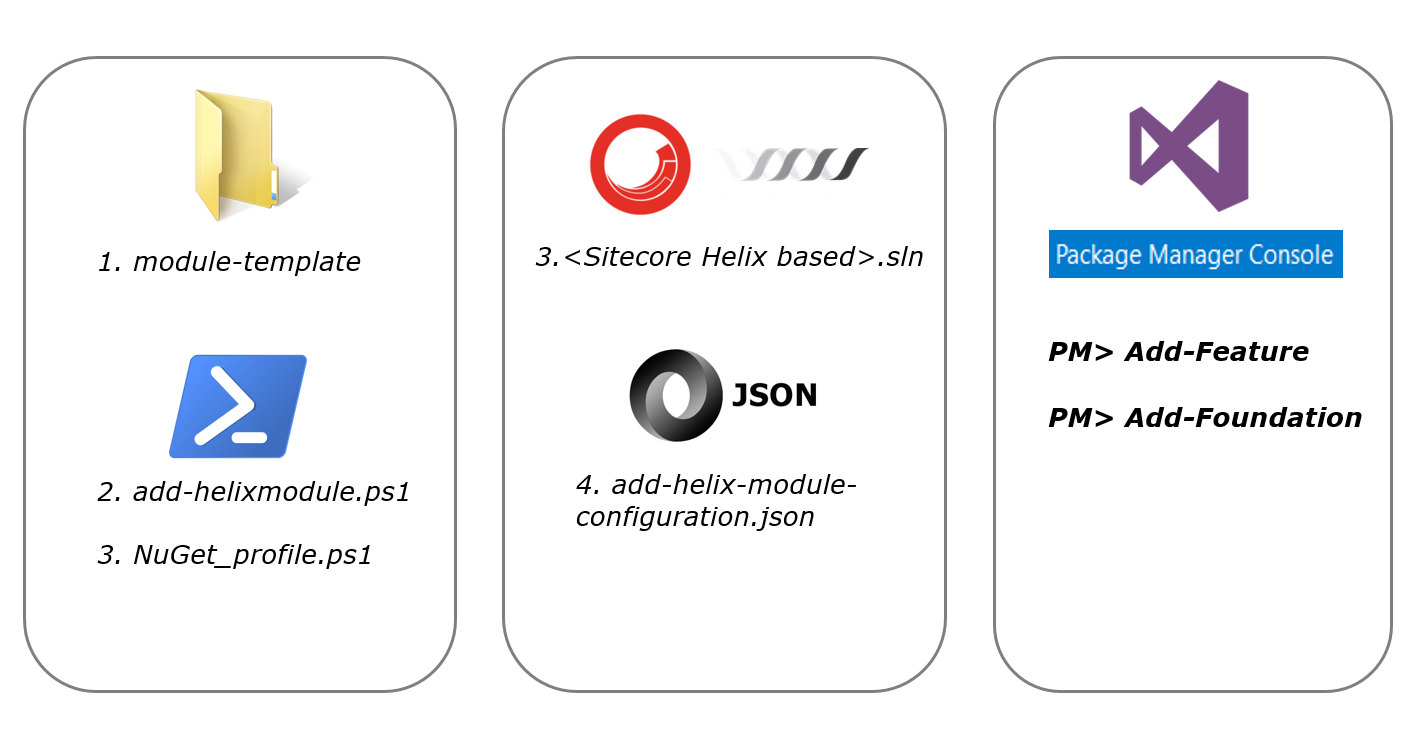 1. module-template
2. add-helixmodule.ps1
3. NuGet_profile.ps1
3.<Sitecore Helix based>.sln
JSON
4. add-helix-module-
configuration.json
Package Manager Console
PM> Add-Feature
PM> Add-Foundation